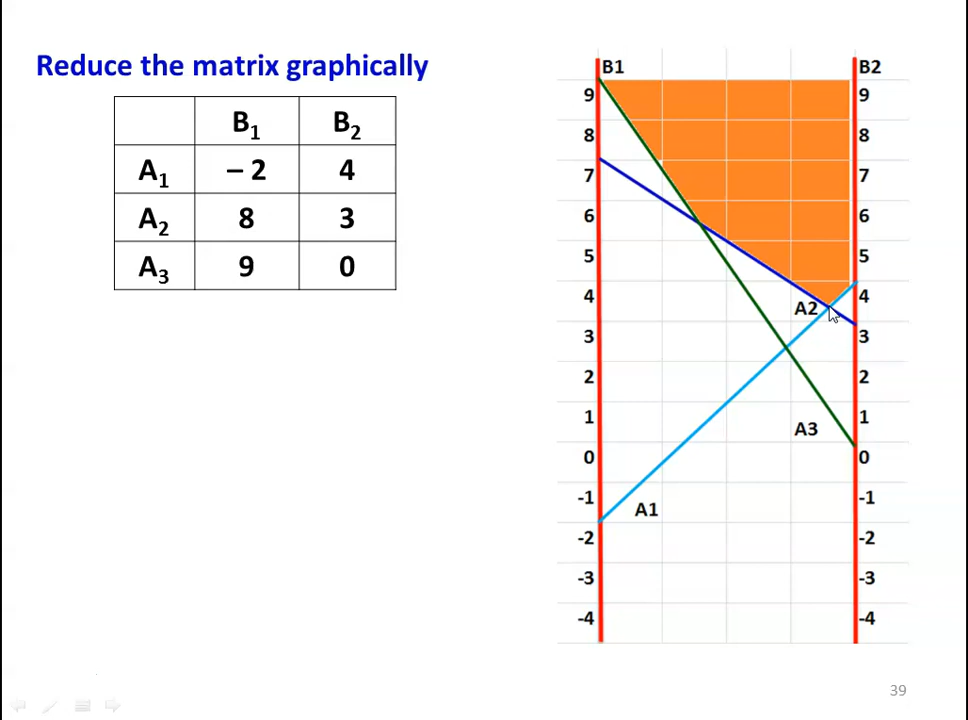 Reduce the matrix graphically
B1 B2
A1 – 2 4
A2 8 3
A3 9 0
B1 B2
9 9
8 8
7 7
6 6
5 5
4 A2 4
3 3
2 2
1 A3 1
0 0
-1 -1
A1
-2 -2
-3 -3
-4 -4
39